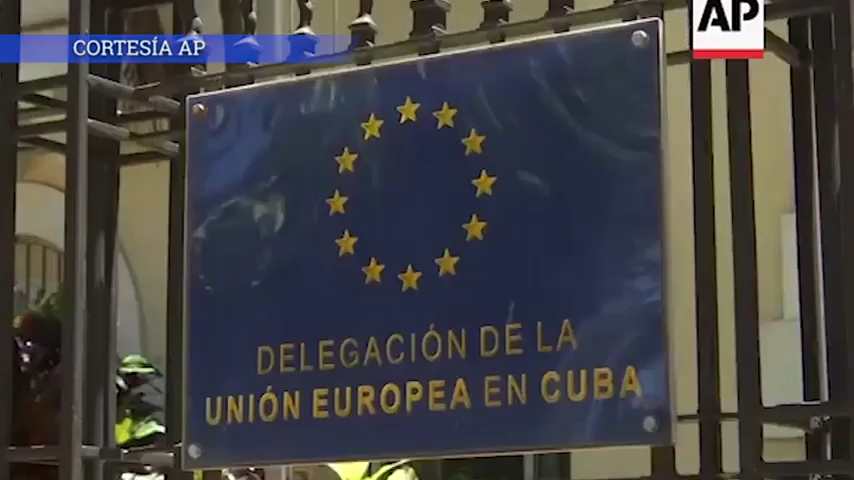 CORTESÍA AP
AP
DELEGACIÓN DE LA
UNIÓN EUROPEA EN CUBA